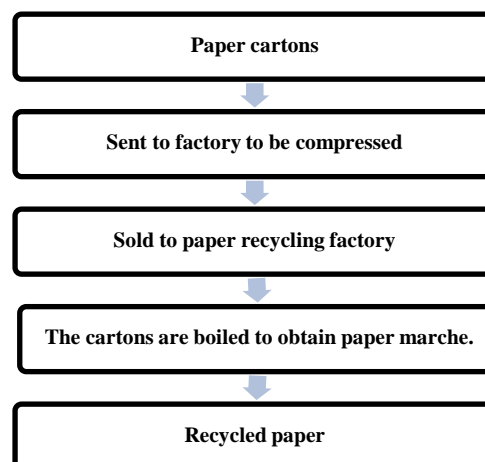 Paper cartons
Sent to factory to be compressed
Sold to paper recycling factory
The cartons are boiled to obtain paper marche.
Recycled paper